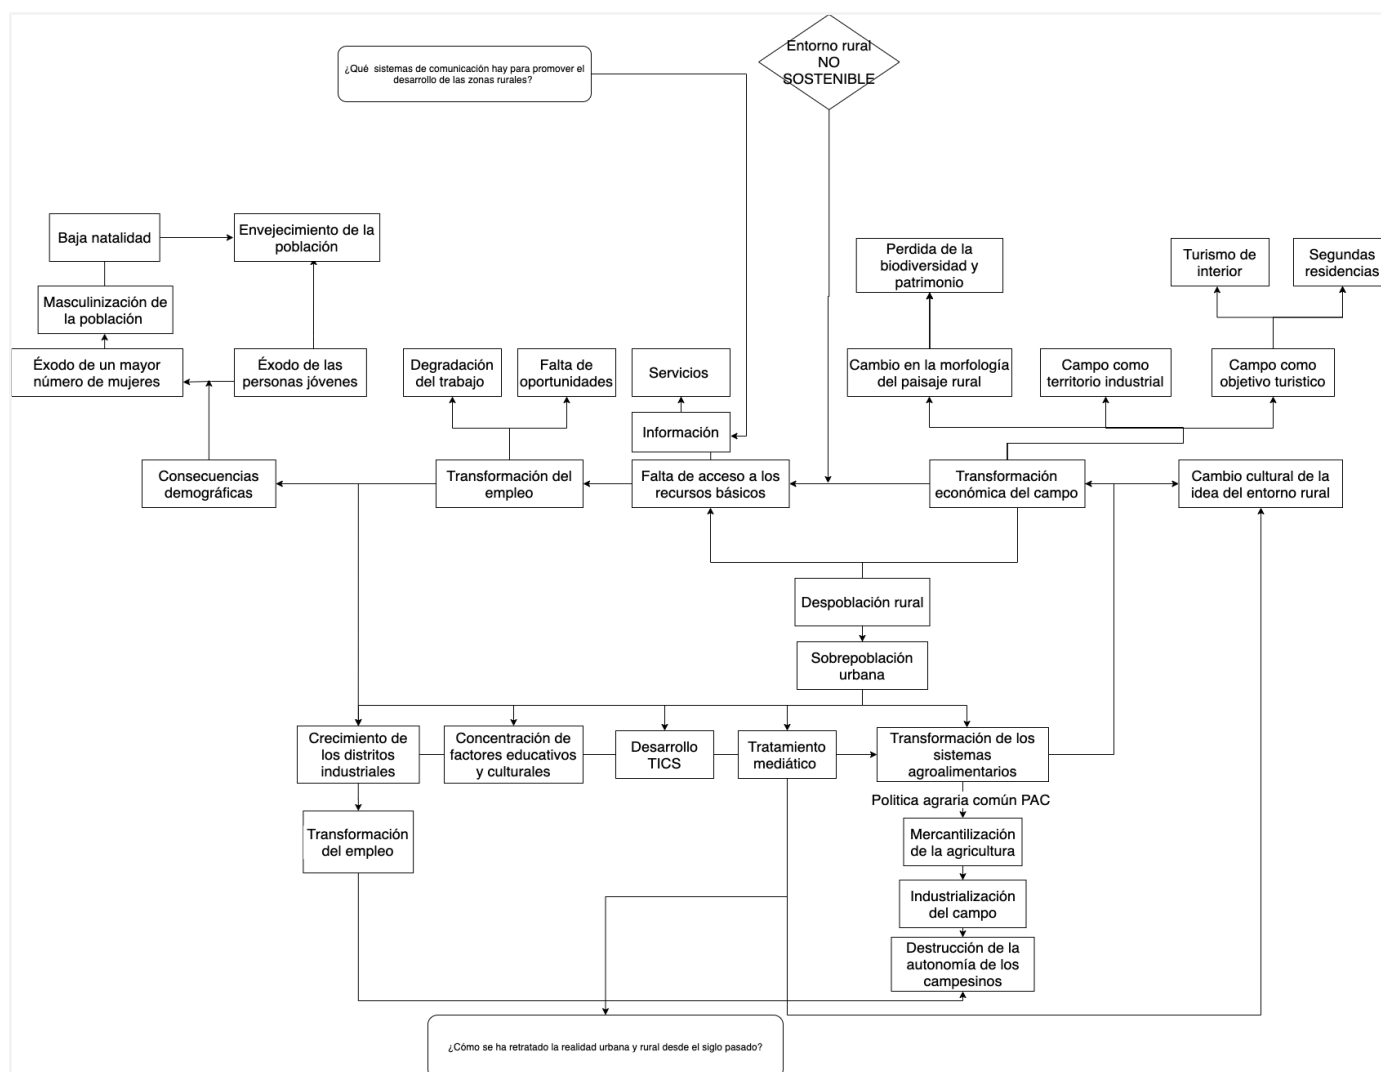 Entorno rural
NO
SOSTENIBLE
¿Qué sistemas de comunicación hay para promover el
desarrollo de las zonas rurales?
Baja natalidad
Envejecimiento de la
población
Perdida de la
biodiversidad y
patrimonio
Turismo de
interior
Segundas
residencias
Masculinización de
la población
Éxodo de un mayor
número de mujeres
Éxodo de las
personas jóvenes
Degradación
del trabajo
Falta de
oportunidades
Servicios
Cambio en la morfología
del paisaje rural
Campo como
territorio industrial
Campo como
objetivo turistico
Información
Consecuencias
demográficas
Transformación del
empleo
Falta de acceso a los
recursos básicos
Transformación
económica del campo
Cambio cultural de la
idea del entorno rural
Despoblación rural
Sobrepoblación
urbana
Crecimiento de
los distritos
industriales
Concentración de
factores educativos
y culturales
Desarrollo
TICS
Tratamiento
mediático
Transformación de los
sistemas
agroalimentarios
Politica agraria común PAC
Transformación
del empleo
Mercantilización
de la agricultura
Industrialización
del campo
Destrucción de la
autonomía de los
campesinos
¿Cómo se ha retratado la realidad urbana y rural desde el siglo pasado?